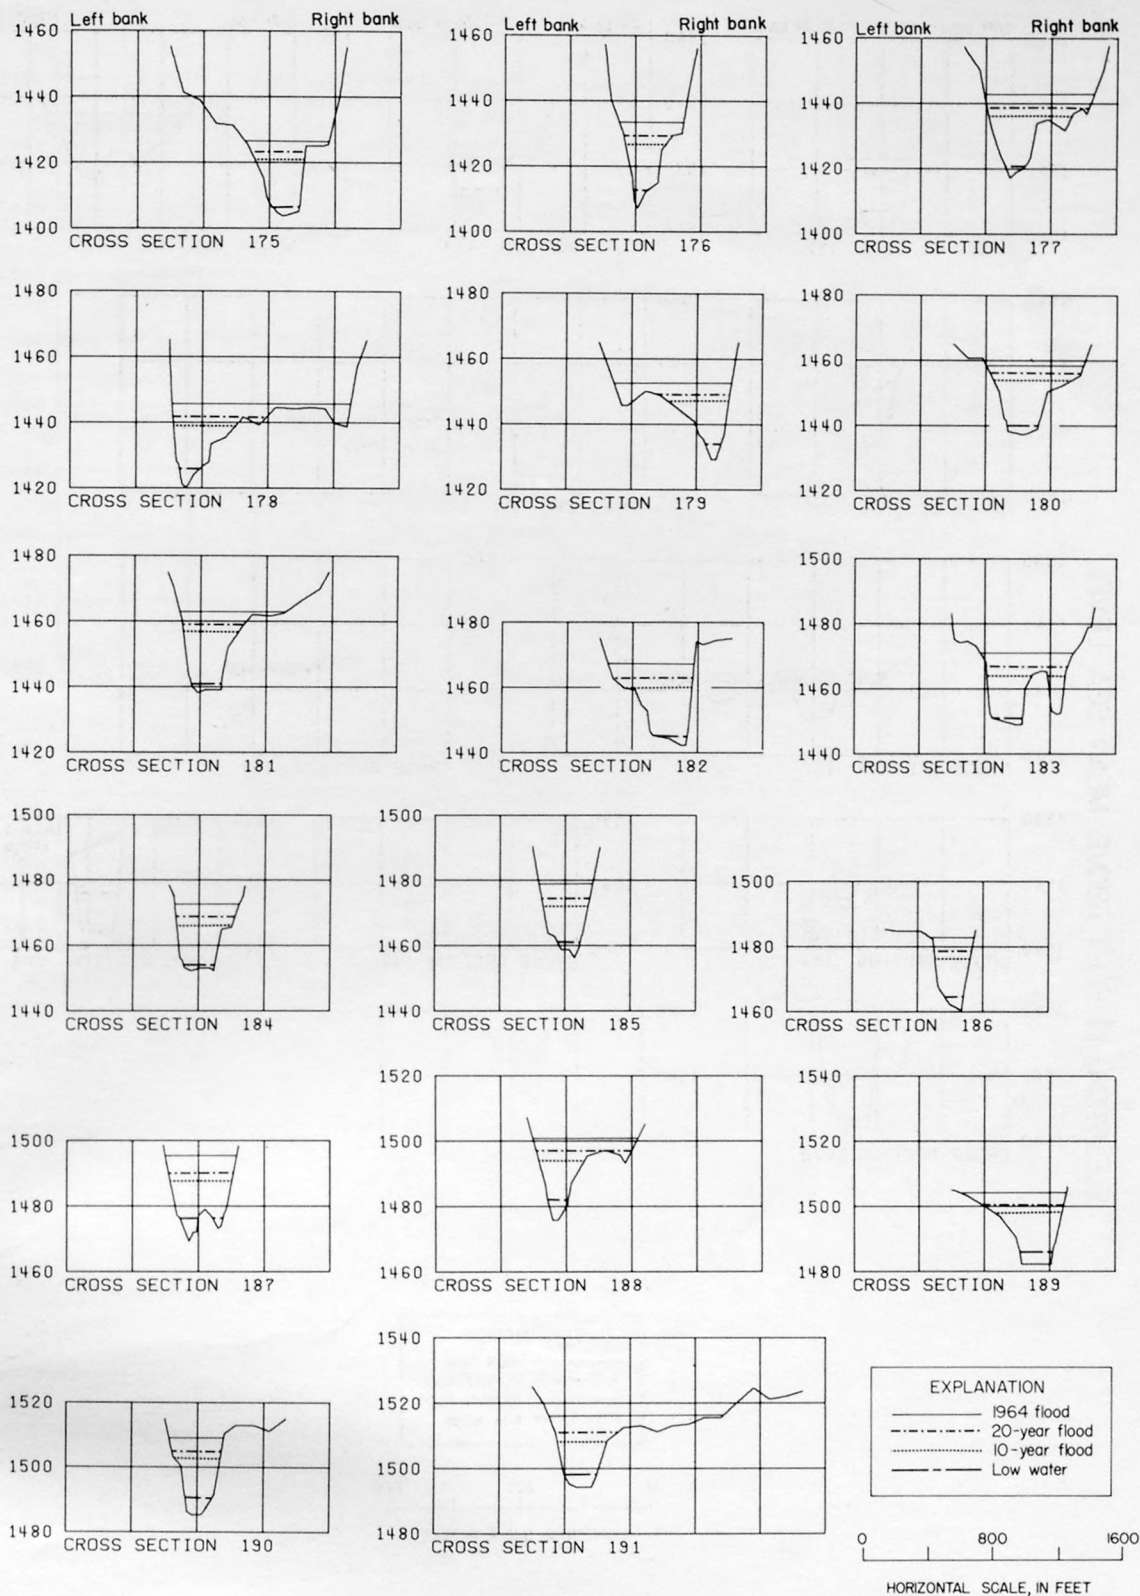 Left bank Right bank
1460
1440
1420
1400
CROSS SECTION 175
Left bank Right bank
1460
1440
1420
1400
CROSS SECTION 176
Left bank Right bank
1460
1440
1420
1400
CROSS SECTION 177
1480
1460
1440
1420
CROSS SECTION 178
1480
1460
1440
1420
CROSS SECTION 179
1480
1460
1440
1420
CROSS SECTION 180
1480
1460
1440
1420
CROSS SECTION 181
1480
1460
1440
CROSS SECTION 182
1500
1480
1460
1440
CROSS SECTION 183
1500
1480
1460
1440
CROSS SECTION 184
1500
1480
1460
1440
CROSS SECTION 185
1500
1480
1460
CROSS SECTION 186
1500
1480
1460
CROSS SECTION 187
1520
1500
1480
1460
CROSS SECTION 188
1540
1520
1500
1480
CROSS SECTION 189
1520
1500
1480
CROSS SECTION 190
1540
1520
1500
1480
CROSS SECTION 191
EXPLANATION
1964 flood
20-year flood
10-year flood
Low water
0 800 1600
HORIZONTAL SCALE, IN FEET